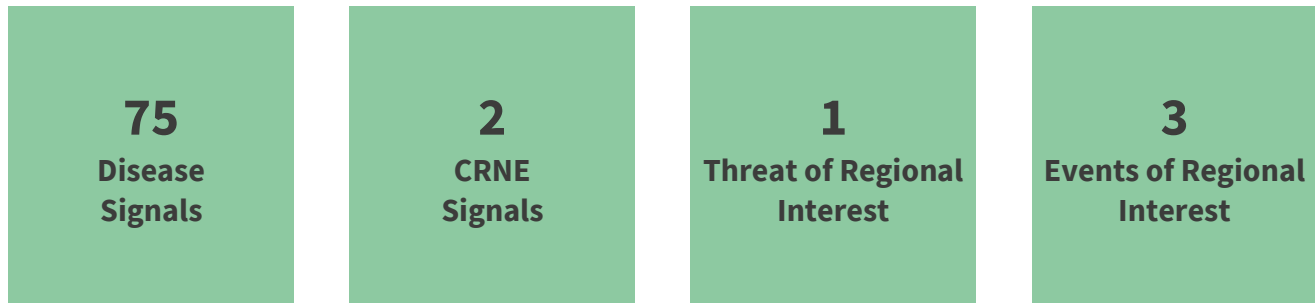 75
Disease
Signals
2
CRNE
Signals
1
Threat of Regional
Interest
3
Events of Regional
Interest